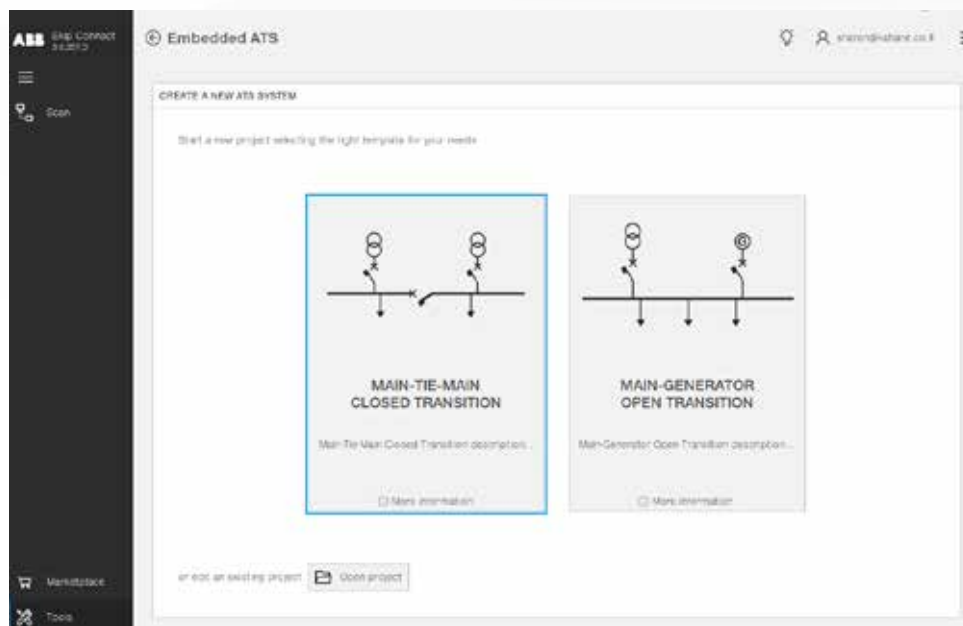 ABB Ekip Connect
Embedded ATS
CREATE A NEW ATS SYSTEM
Scan
Start a new project selecting the right template for your needs
G
MAIN-TIE-MAIN
CLOSED TRANSITION
Main-Tie-Main Closed Transition description...
More information
MAIN-GENERATOR
OPEN TRANSITION
Main-Generator Open Transition description...
More information
or edit an existing project
Open project
Marketplace
Tools